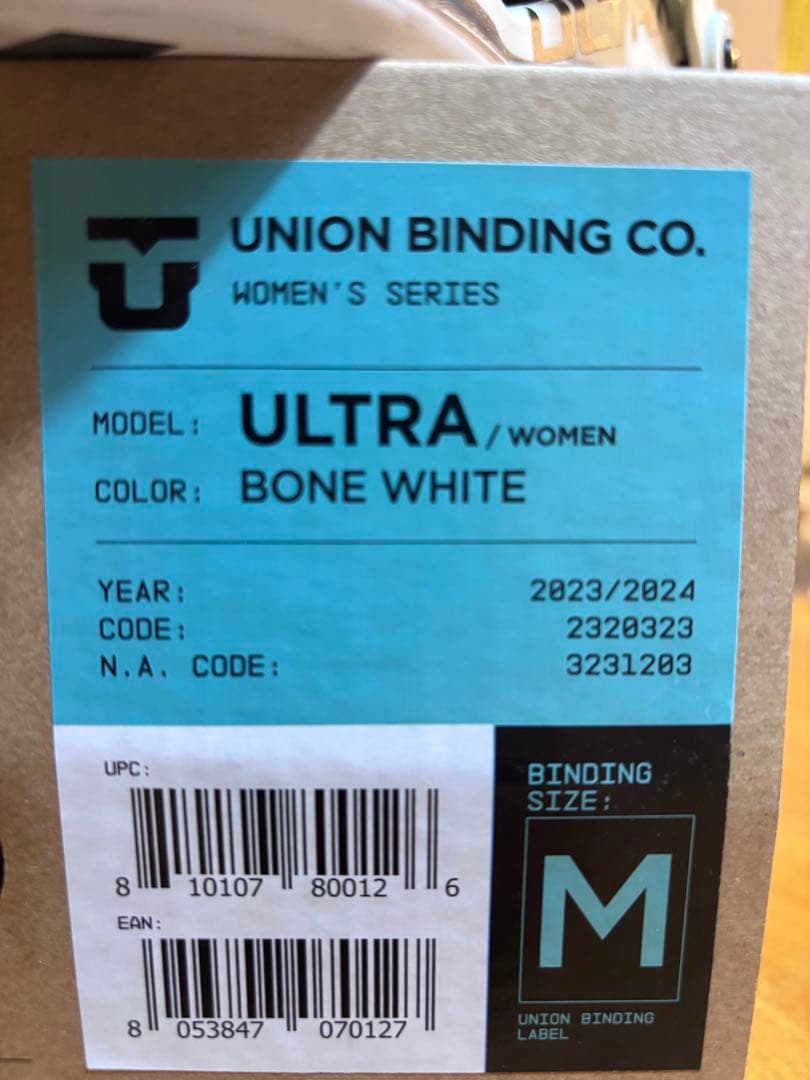 UNION BINDING CO.
WOMEN'S SERIES
MODEL: ULTRA / WOMEN
COLOR: BONE WHITE
YEAR: 2023/2024
CODE: 2320323
N.A. CODE: 3231203
UPC:
8 10107 80012 6
EAN:
8 053847 070127
BINDING
SIZE:
M
UNION BINDING
LABEL